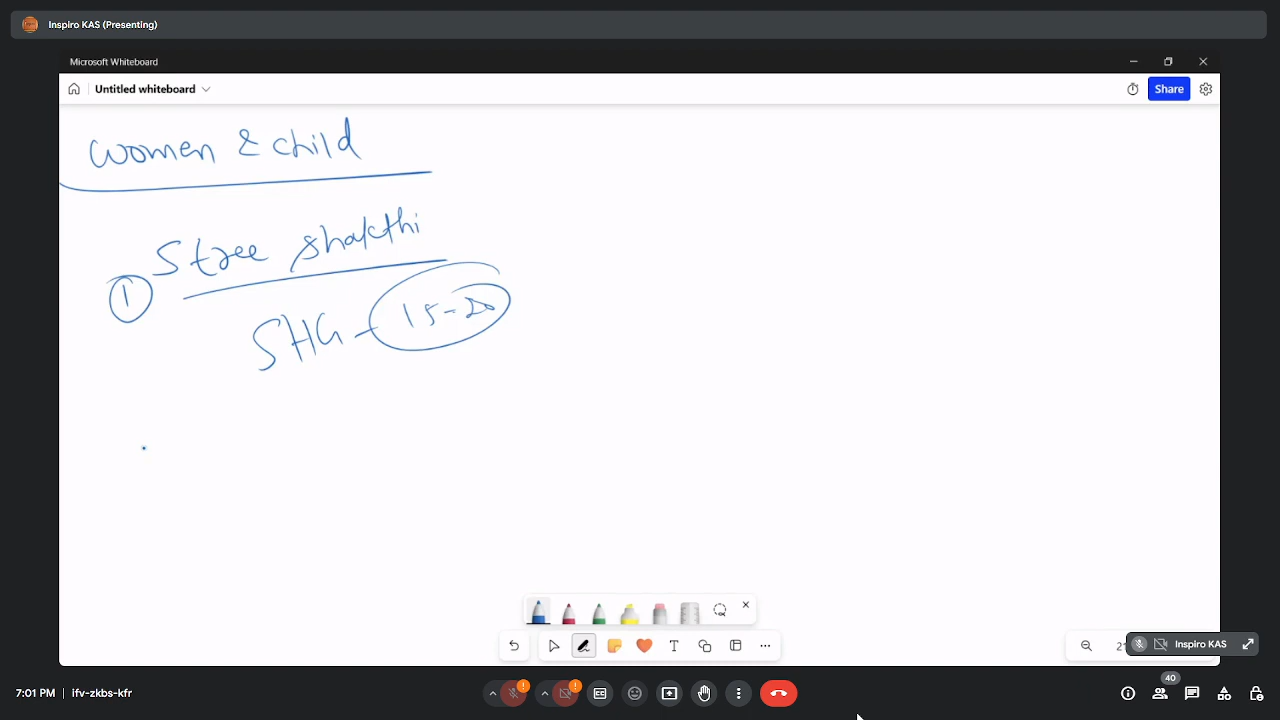 Inspiro KAS (Presenting)
Microsoft Whiteboard
Untitled whiteboard
Share
women & child
① Stree shakthi
SHG - 15-20
Inspiro KAS
40
7:01 PM | ifv-zkbs-kfr